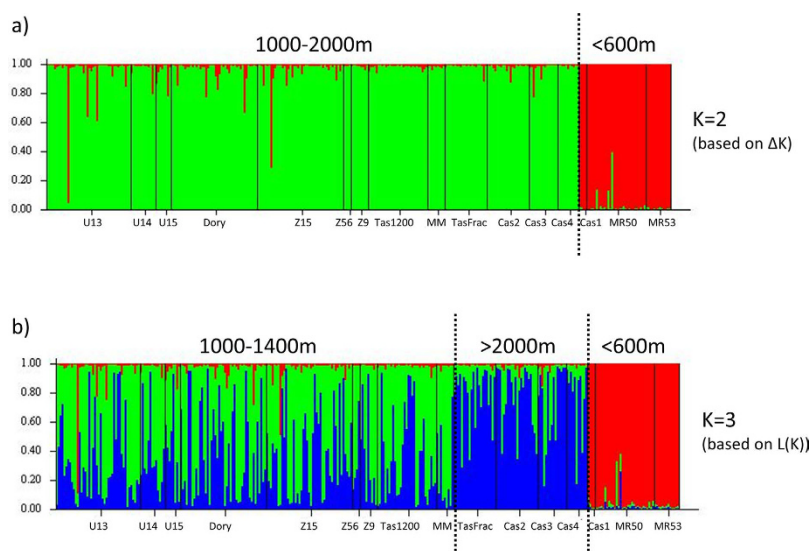 a)
1000-2000m <600m
1.00
0.80
0.60
0.40
0.20
0.00
K=2
(based on ΔK)
U13 U14 U15 Dory Z15 Z56 Z9 Tas1200 MM TasFrac Cas2 Cas3 Cas4 Cas1 MR50 MR53
b)
1000-1400m >2000m <600m
1.00
0.80
0.60
0.40
0.20
0.00
K=3
(based on L(K))
U13 U14 U15 Dory Z15 Z56 Z9 Tas1200 MM TasFrac Cas2 Cas3 Cas4 Cas1 MR50 MR53